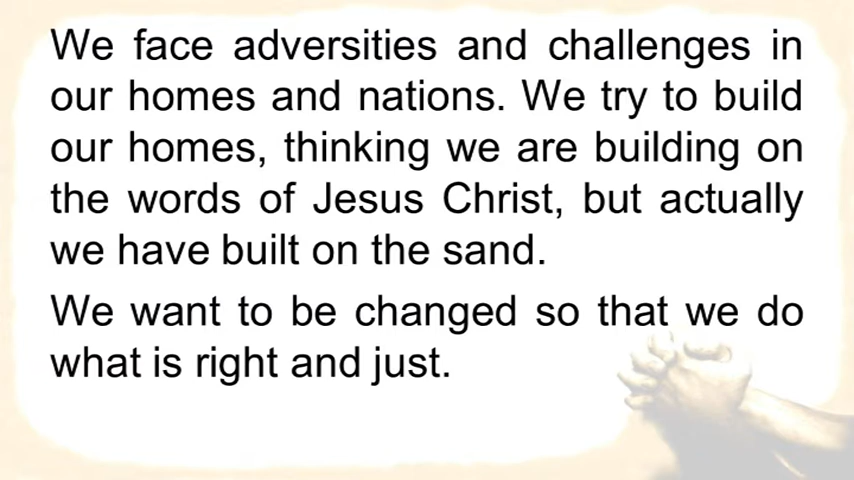 We face adversities and challenges in
our homes and nations. We try to build
our homes, thinking we are building on
the words of Jesus Christ, but actually
we have built on the sand.
We want to be changed so that we do
what is right and just.